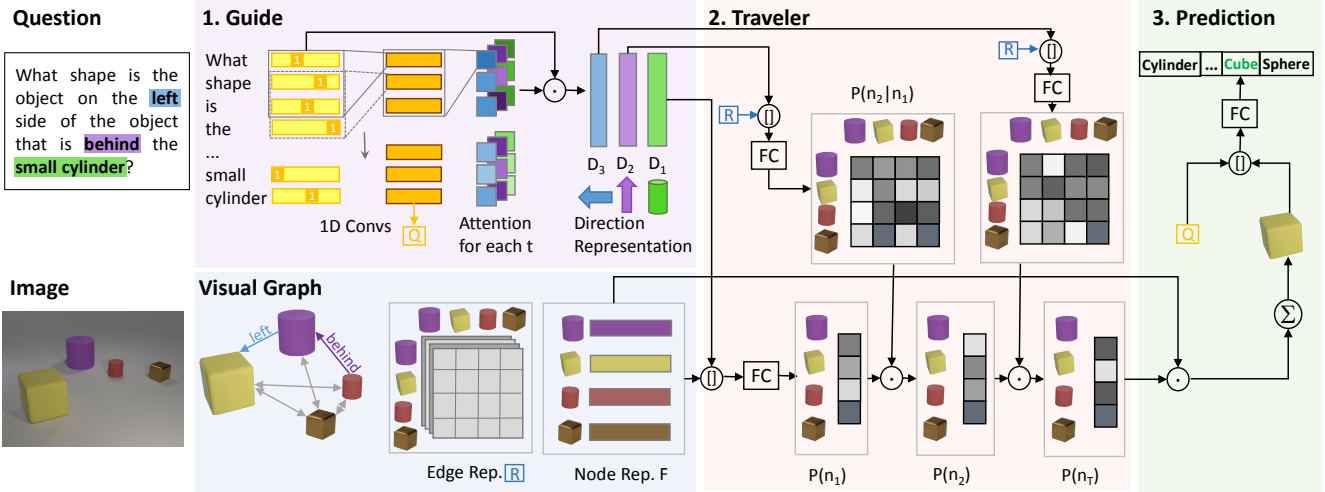 Question
What shape is the
object on the left
side of the object
that is behind the
small cylinder?
Image
1. Guide
What
shape
is
the
...
small
cylinder
1
1
1
1
1
1
1D Convs
Q
Attention
for each t
D3 D2 D1
Direction
Representation
Visual Graph
left
behind
Edge Rep. R
Node Rep. F
2. Traveler
R
[]
FC
P(n2|n1)
R
[]
FC
[]
FC
P(n1)
P(n2)
P(nT)
3. Prediction
Cylinder ... Cube Sphere
FC
[]
Q
Σ